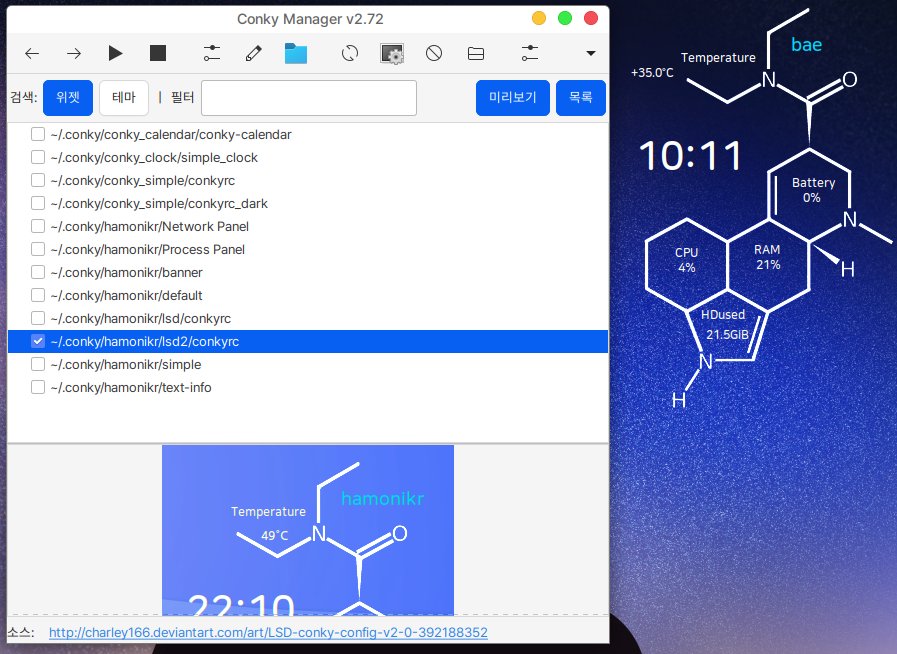 Conky Manager v2.72
검색: 위젯 테마 | 필터 미리보기 목록
~/.conky/conky_calendar/conky-calendar
~/.conky/conky_clock/simple_clock
~/.conky/conky_simple/conkyrc
~/.conky/conky_simple/conkyrc_dark
~/.conky/hamonikr/Network Panel
~/.conky/hamonikr/Process Panel
~/.conky/hamonikr/banner
~/.conky/hamonikr/default
~/.conky/hamonikr/lsd/conkyrc
~/.conky/hamonikr/lsd2/conkyrc
~/.conky/hamonikr/simple
~/.conky/hamonikr/text-info
hamonikr
Temperature
49°C
N
O
22:10
소스: http://charley166.deviantart.com/art/LSD-conky-config-v2-0-392188352
bae
Temperature
+35.0°C
N
O
10:11
Battery
0%
N
CPU
4%
RAM
21%
H
HDused
21.5GiB
N
H